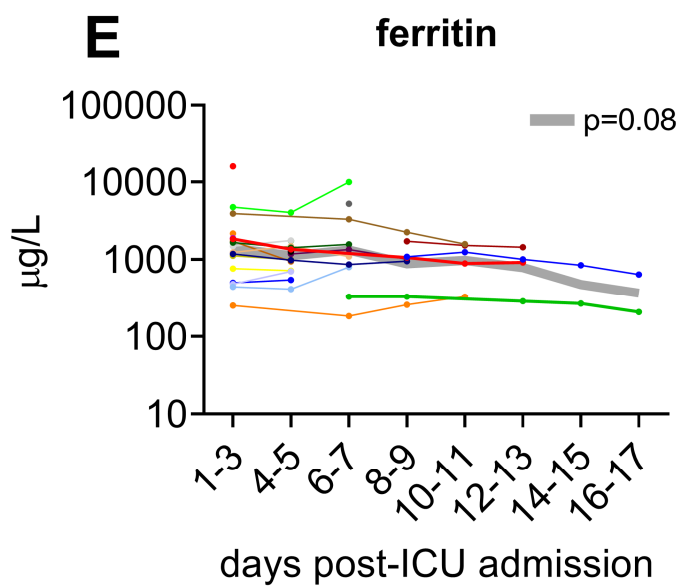 E
ferritin
p=0.08
μg/L
100000
10000
1000
100
10
1-3
4-5
6-7
8-9
10-11
12-13
14-15
16-17
days post-ICU admission